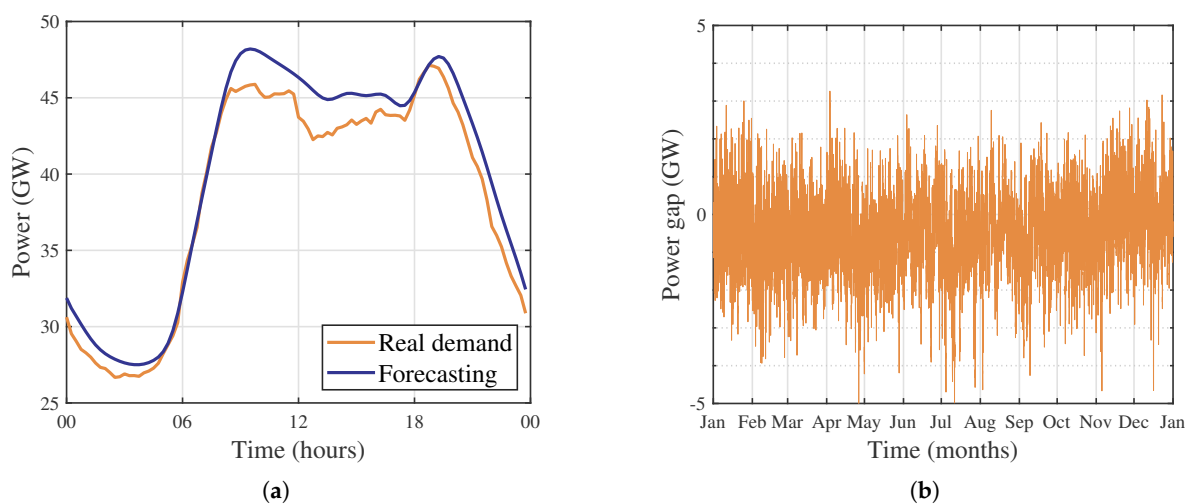 50
45
40
35
30
25
Power (GW)
Real demand
Forecasting
00 06 12 18 00
Time (hours)
(a)
5
0
-5
Power gap (GW)
Jan Feb Mar Apr May Jun Jul Aug Sep Oct Nov Dec Jan
Time (months)
(b)